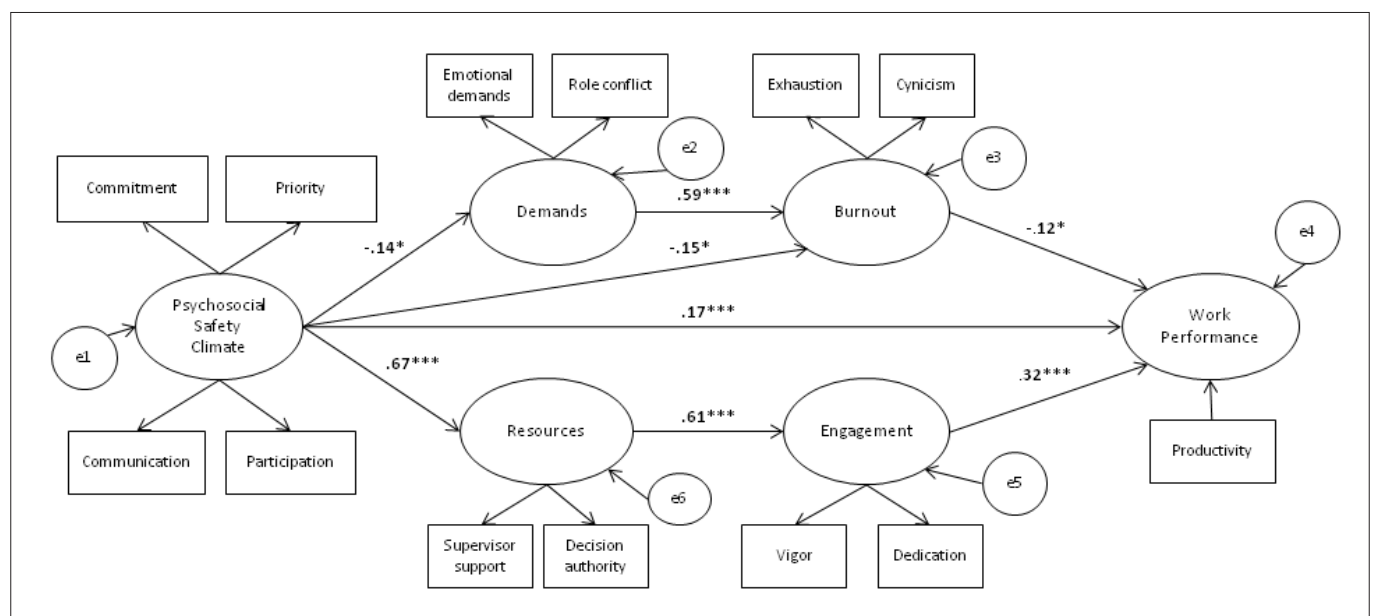 Emotional
demands
Role conflict
Exhaustion
Cynicism
e2
e3
Commitment
Priority
.59***
Demands
Burnout
-.14*
-.15*
-.12*
e4
Psychosocial
Safety
Climate
e1
.17***
Work
Performance
.67***
.32***
Resources
.61***
Engagement
Communication
Participation
Productivity
e6
e5
Supervisor
support
Decision
authority
Vigor
Dedication